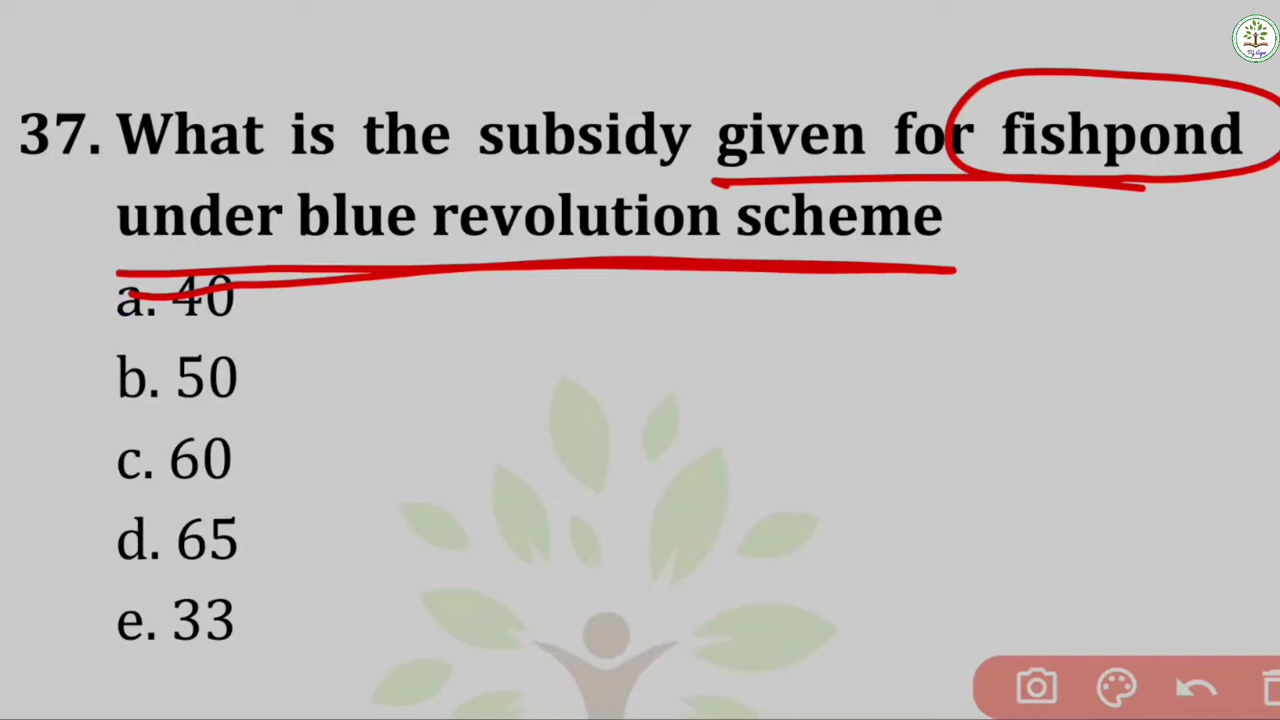 37. What is the subsidy given for fishpond
under blue revolution scheme
a. 40
b. 50
c. 60
d. 65
e. 33